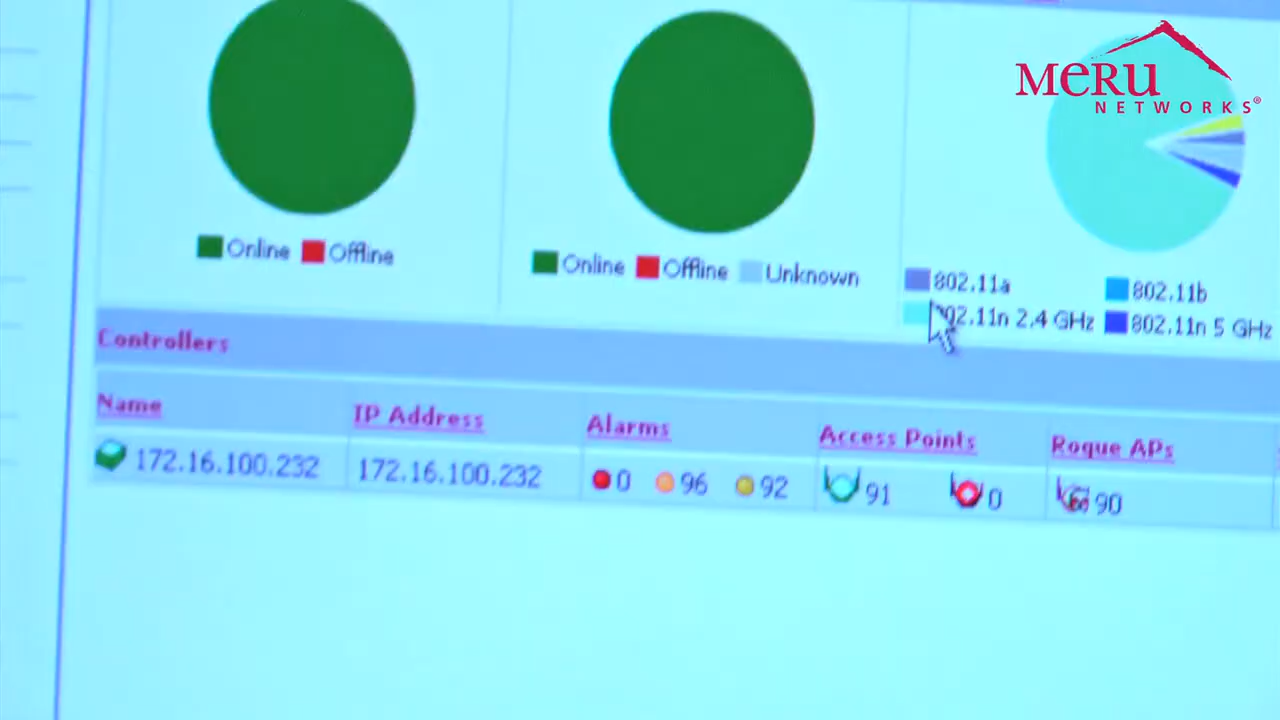 MERU
NETWORKS®
Online Offline
Online Offline Unknown
802.11a 802.11b
802.11n 2.4 GHz 802.11n 5 GHz
Controllers
Name IP Address Alarms Access Points Rogue APs
172.16.100.232 172.16.100.232 0 96 92 91 0 90